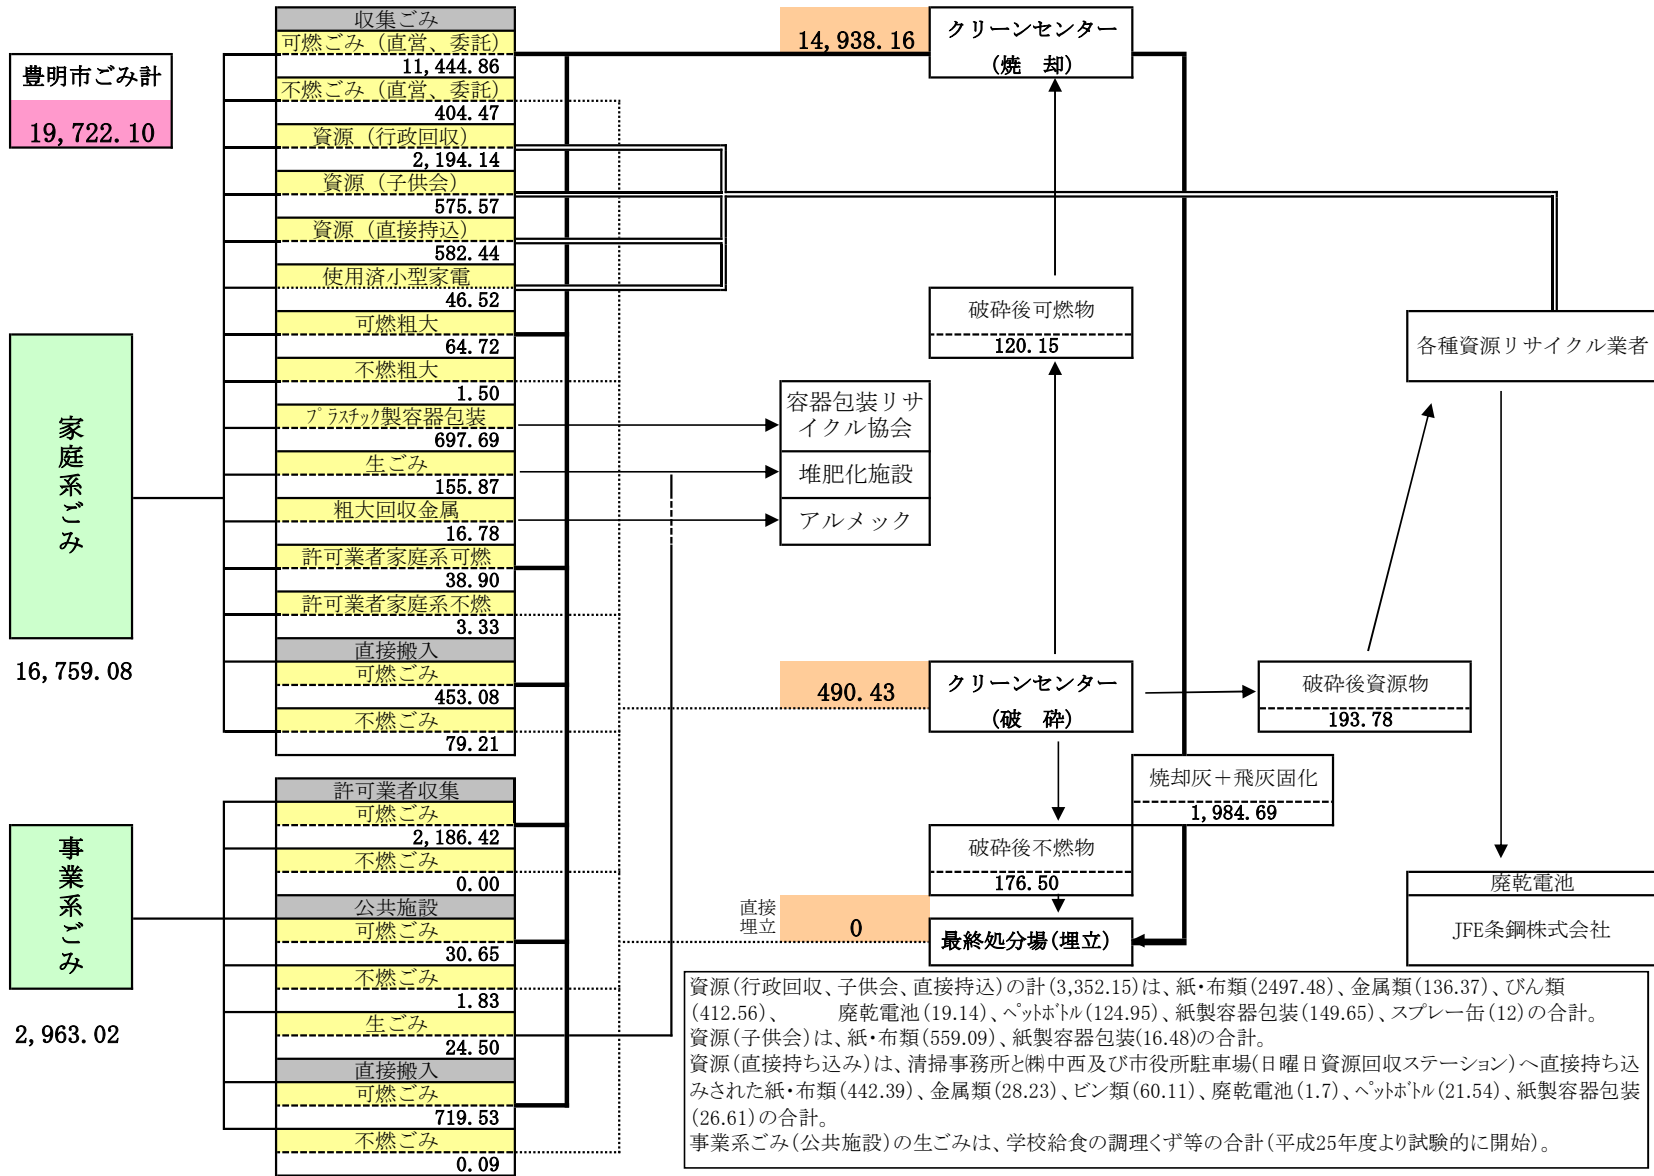 豊明市ごみ計
19,722.10
家庭系ごみ
16,759.08
事業系ごみ
2,963.02
収集ごみ
可燃ごみ（直営、委託）
11,444.86
不燃ごみ（直営、委託）
404.47
資源（行政回収）
2,194.14
資源（子供会）
575.57
資源（直接持込）
582.44
使用済小型家電
46.52
可燃粗大
64.72
不燃粗大
1.50
プラスチック製容器包装
697.69
生ごみ
155.87
粗大回収金属
16.78
許可業者家庭系可燃
38.90
許可業者家庭系不燃
3.33
直接搬入
可燃ごみ
453.08
不燃ごみ
79.21
許可業者収集
可燃ごみ
2,186.42
不燃ごみ
0.00
公共施設
可燃ごみ
30.65
不燃ごみ
1.83
生ごみ
24.50
直接搬入
可燃ごみ
719.53
不燃ごみ
0.09
14,938.16
クリーンセンター
（焼　却）
破砕後可燃物
120.15
容器包装リサ
イクル協会
堆肥化施設
アルメック
490.43
クリーンセンター
（破　砕）
破砕後資源物
193.78
焼却灰＋飛灰固化
1,984.69
破砕後不燃物
176.50
直接
埋立
0
最終処分場(埋立)
各種資源リサイクル業者
廃乾電池
JFE条鋼株式会社
資源(行政回収、子供会、直接持込)の計(3,352.15)は、紙・布類(2497.48)、金属類(136.37)、びん類
(412.56)、　　廃乾電池(19.14)、ペットボトル(124.95)、紙製容器包装(149.65)、スプレー缶(12)の合計。
資源(子供会)は、紙・布類(559.09)、紙製容器包装(16.48)の合計。
資源(直接持ち込み)は、清掃事務所と㈱中西及び市役所駐車場(日曜日資源回収ステーション)へ直接持ち込
みされた紙・布類(442.39)、金属類(28.23)、ビン類(60.11)、廃乾電池(1.7)、ペットボトル(21.54)、紙製容器包装
(26.61)の合計。
事業系ごみ(公共施設)の生ごみは、学校給食の調理くず等の合計(平成25年度より試験的に開始)。